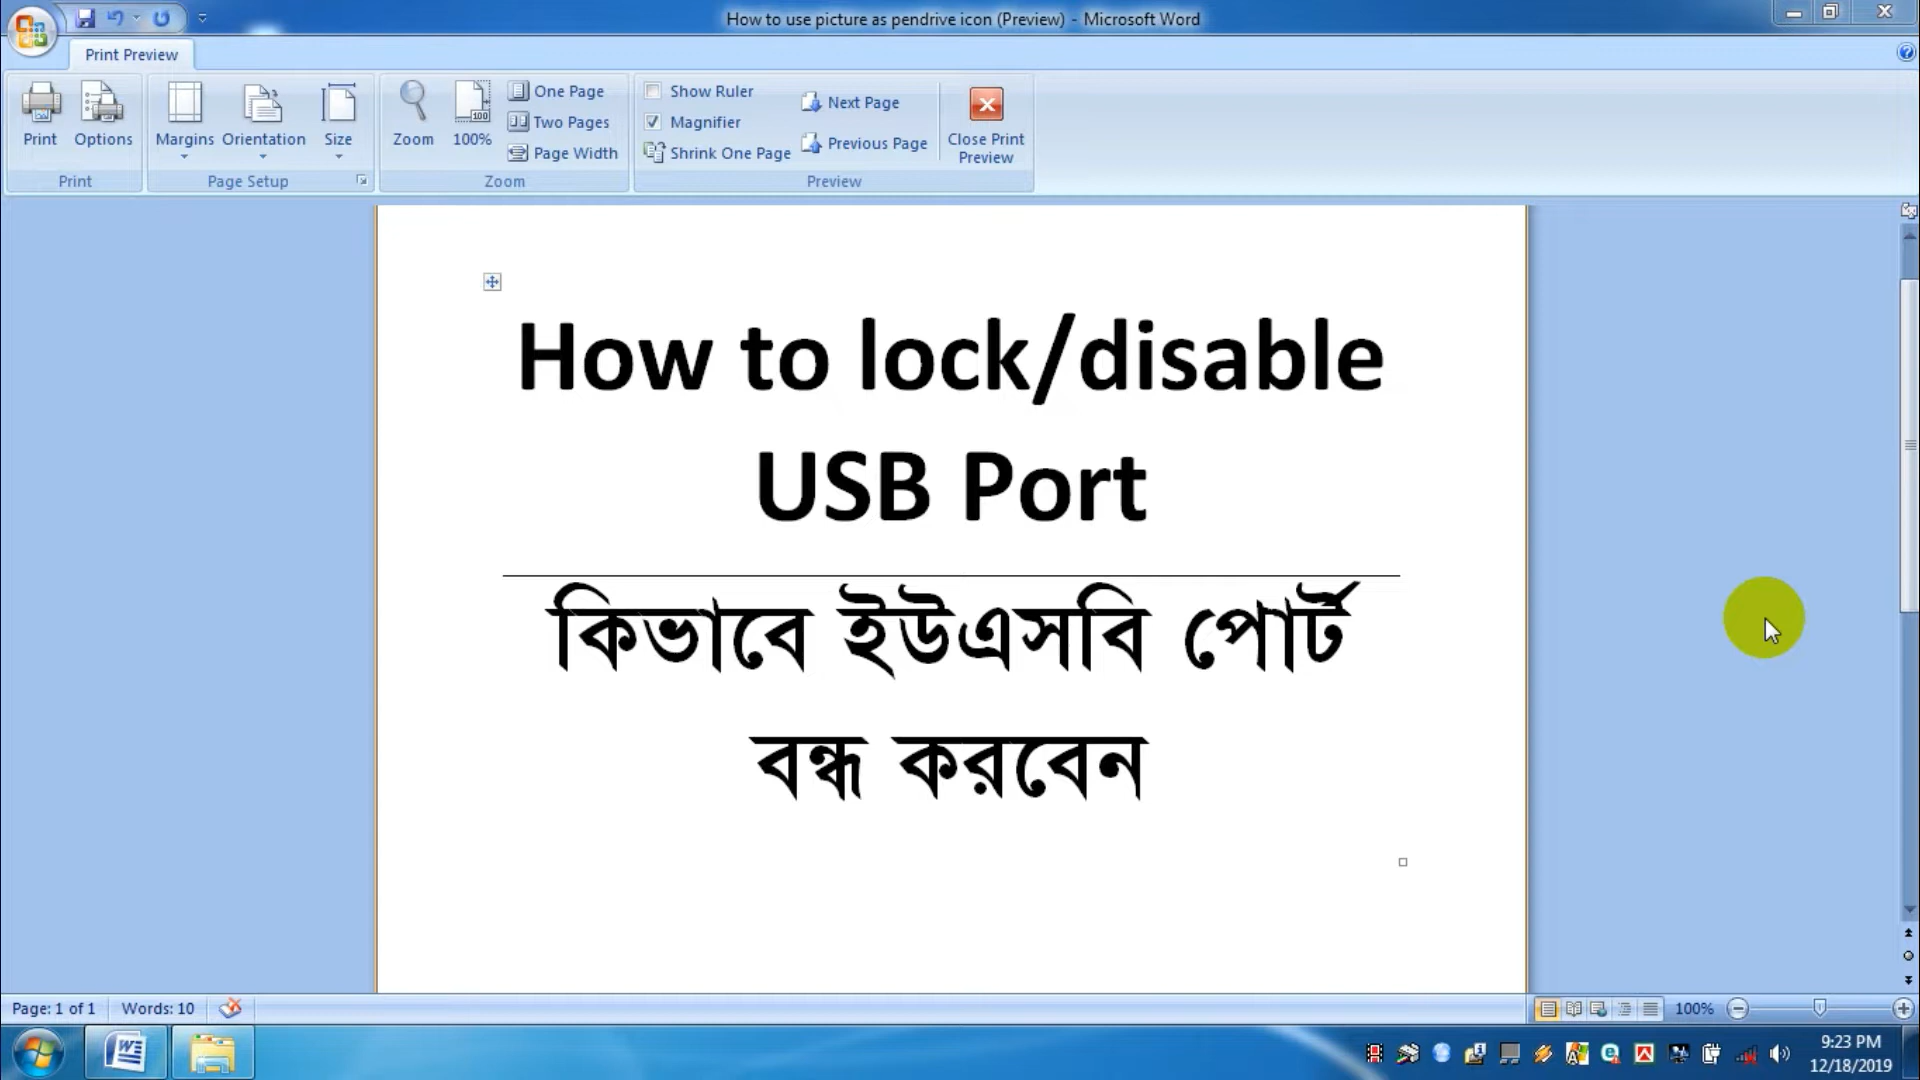 How to use picture as pendrive icon (Preview) - Microsoft Word
Print Preview
Print
Options
Margins
Orientation
Size
Zoom
100%
One Page
Two Pages
Page Width
Show Ruler
Magnifier
Shrink One Page
Next Page
Previous Page
Close Print
Preview
Print
Page Setup
Zoom
Preview
How to lock/disable
USB Port
কিভাবে ইউএসবি পোর্ট
বন্ধ করবেন
Page: 1 of 1
Words: 10
100%
9:23 PM
12/18/2019